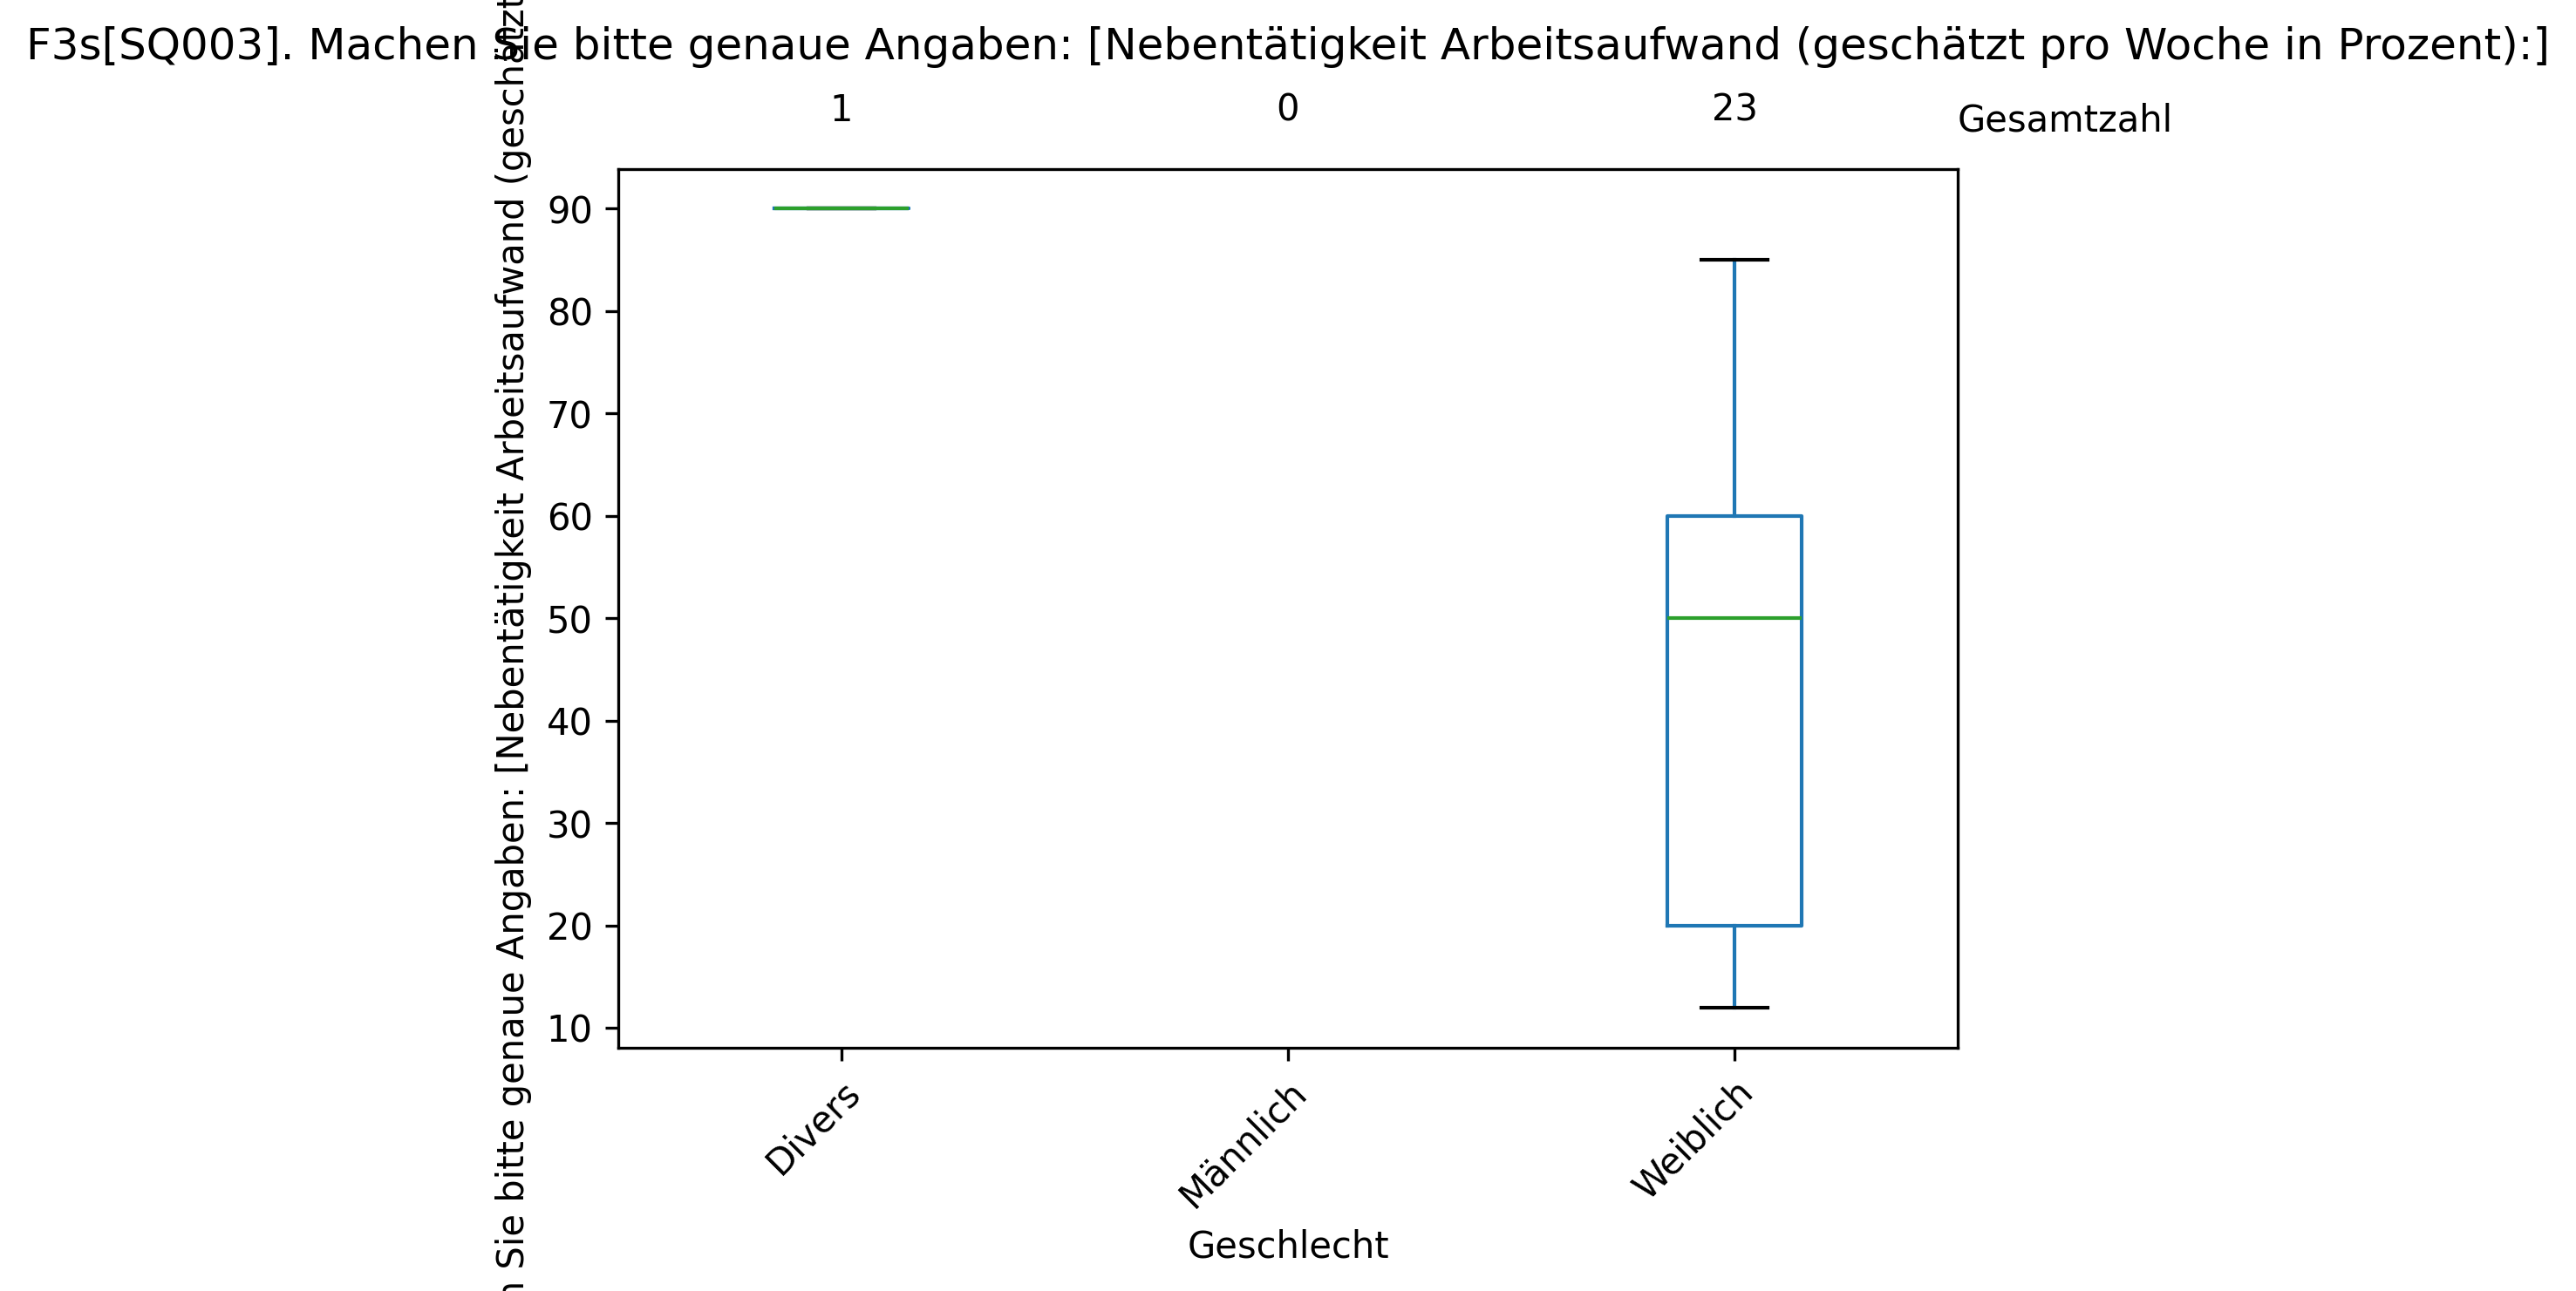 F3s[SQ003]. Machen Sie bitte genaue Angaben: [Nebentätigkeit Arbeitsaufwand (geschätzt pro Woche in Prozent):]
1 0 23 Gesamtzahl
Sie bitte genaue Angaben: [Nebentätigkeit Arbeitsaufwand (geschätzt
90
80
70
60
50
40
30
20
10
Divers Männlich Weiblich
Geschlecht